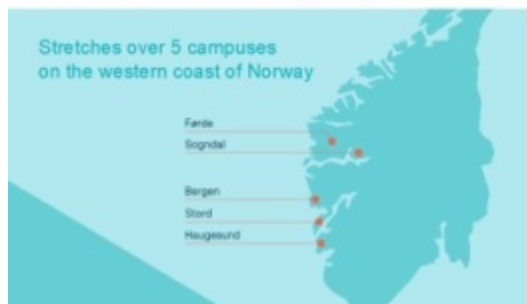 Stretches over 5 campuses
on the western coast of Norway
Førde
Sogndal
Bergen
Stord
Haugesund